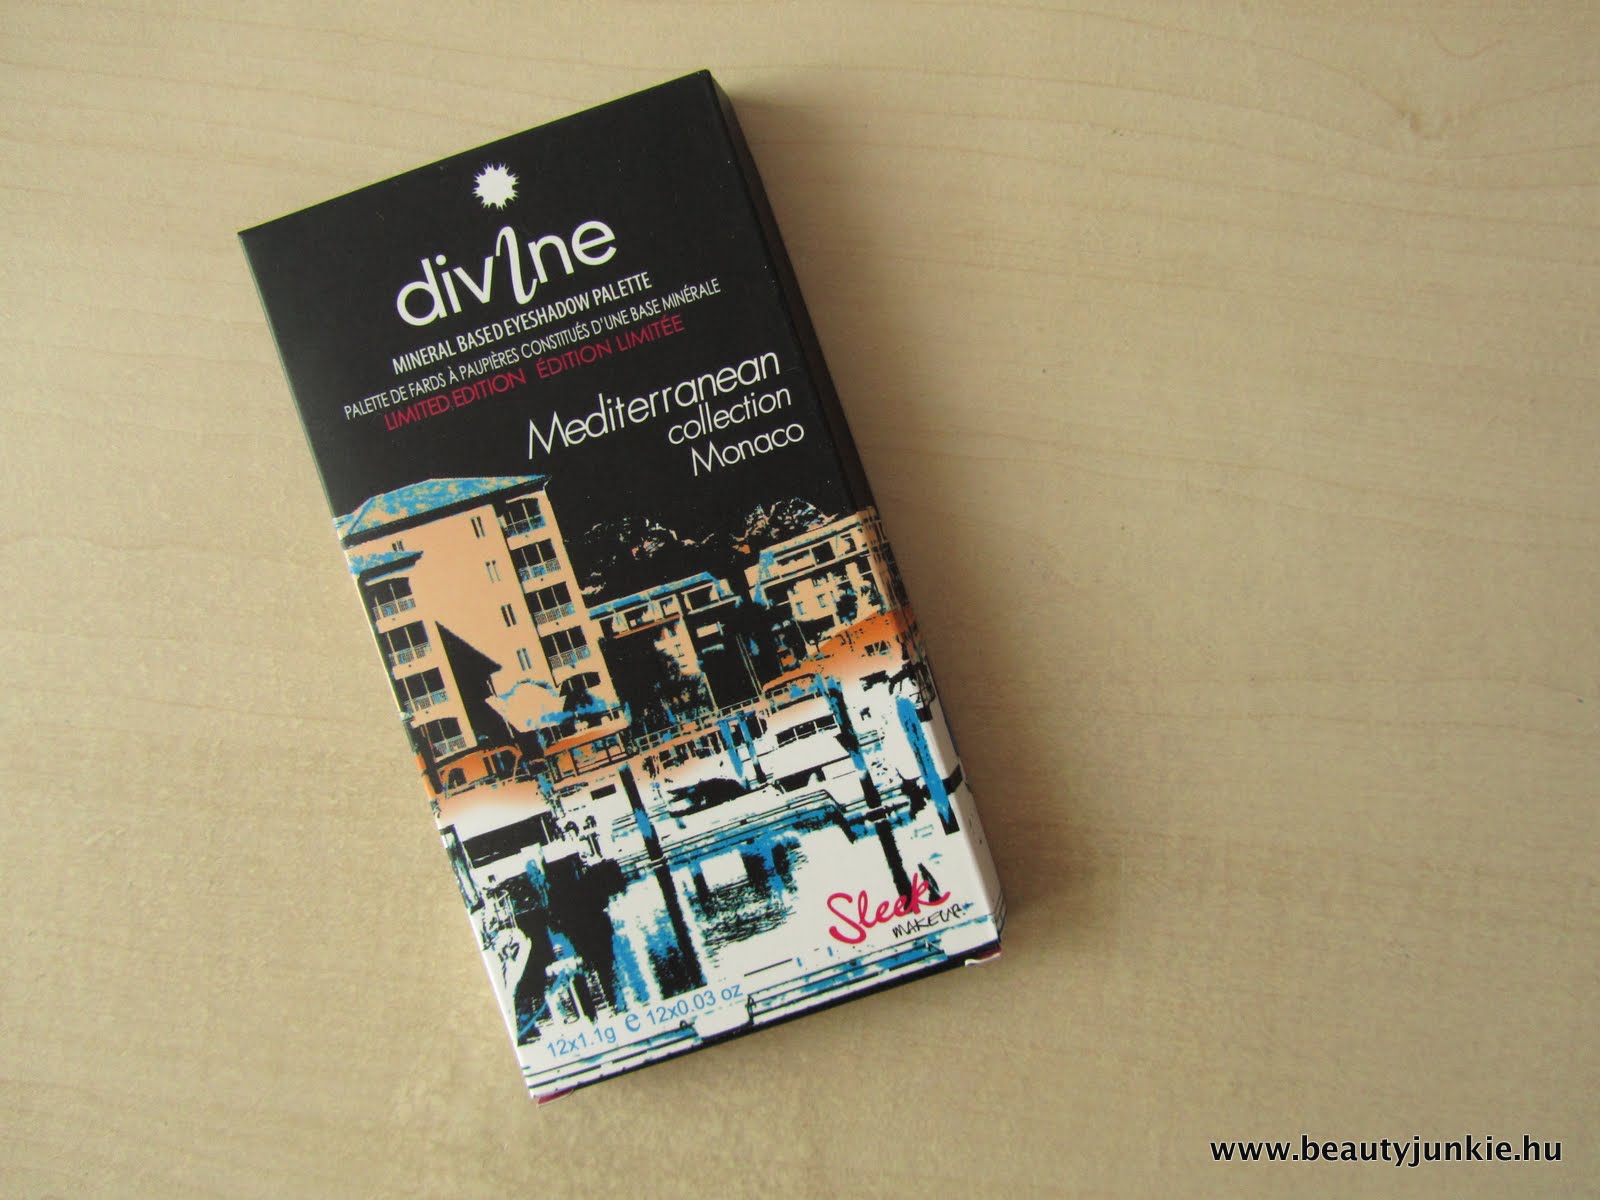 divine
MINERAL BASED EYESHADOW PALETTE
PALETTE DE FARDS À PAUPIÈRES CONSTITUÉS D'UNE BASE MINÉRALE
LIMITED EDITION ÉDITION LIMITÉE
Mediterranean
collection
Monaco
Sleek
MAKEUP
12x1.1g e 12x0.03 oz
www.beautyjunkie.hu